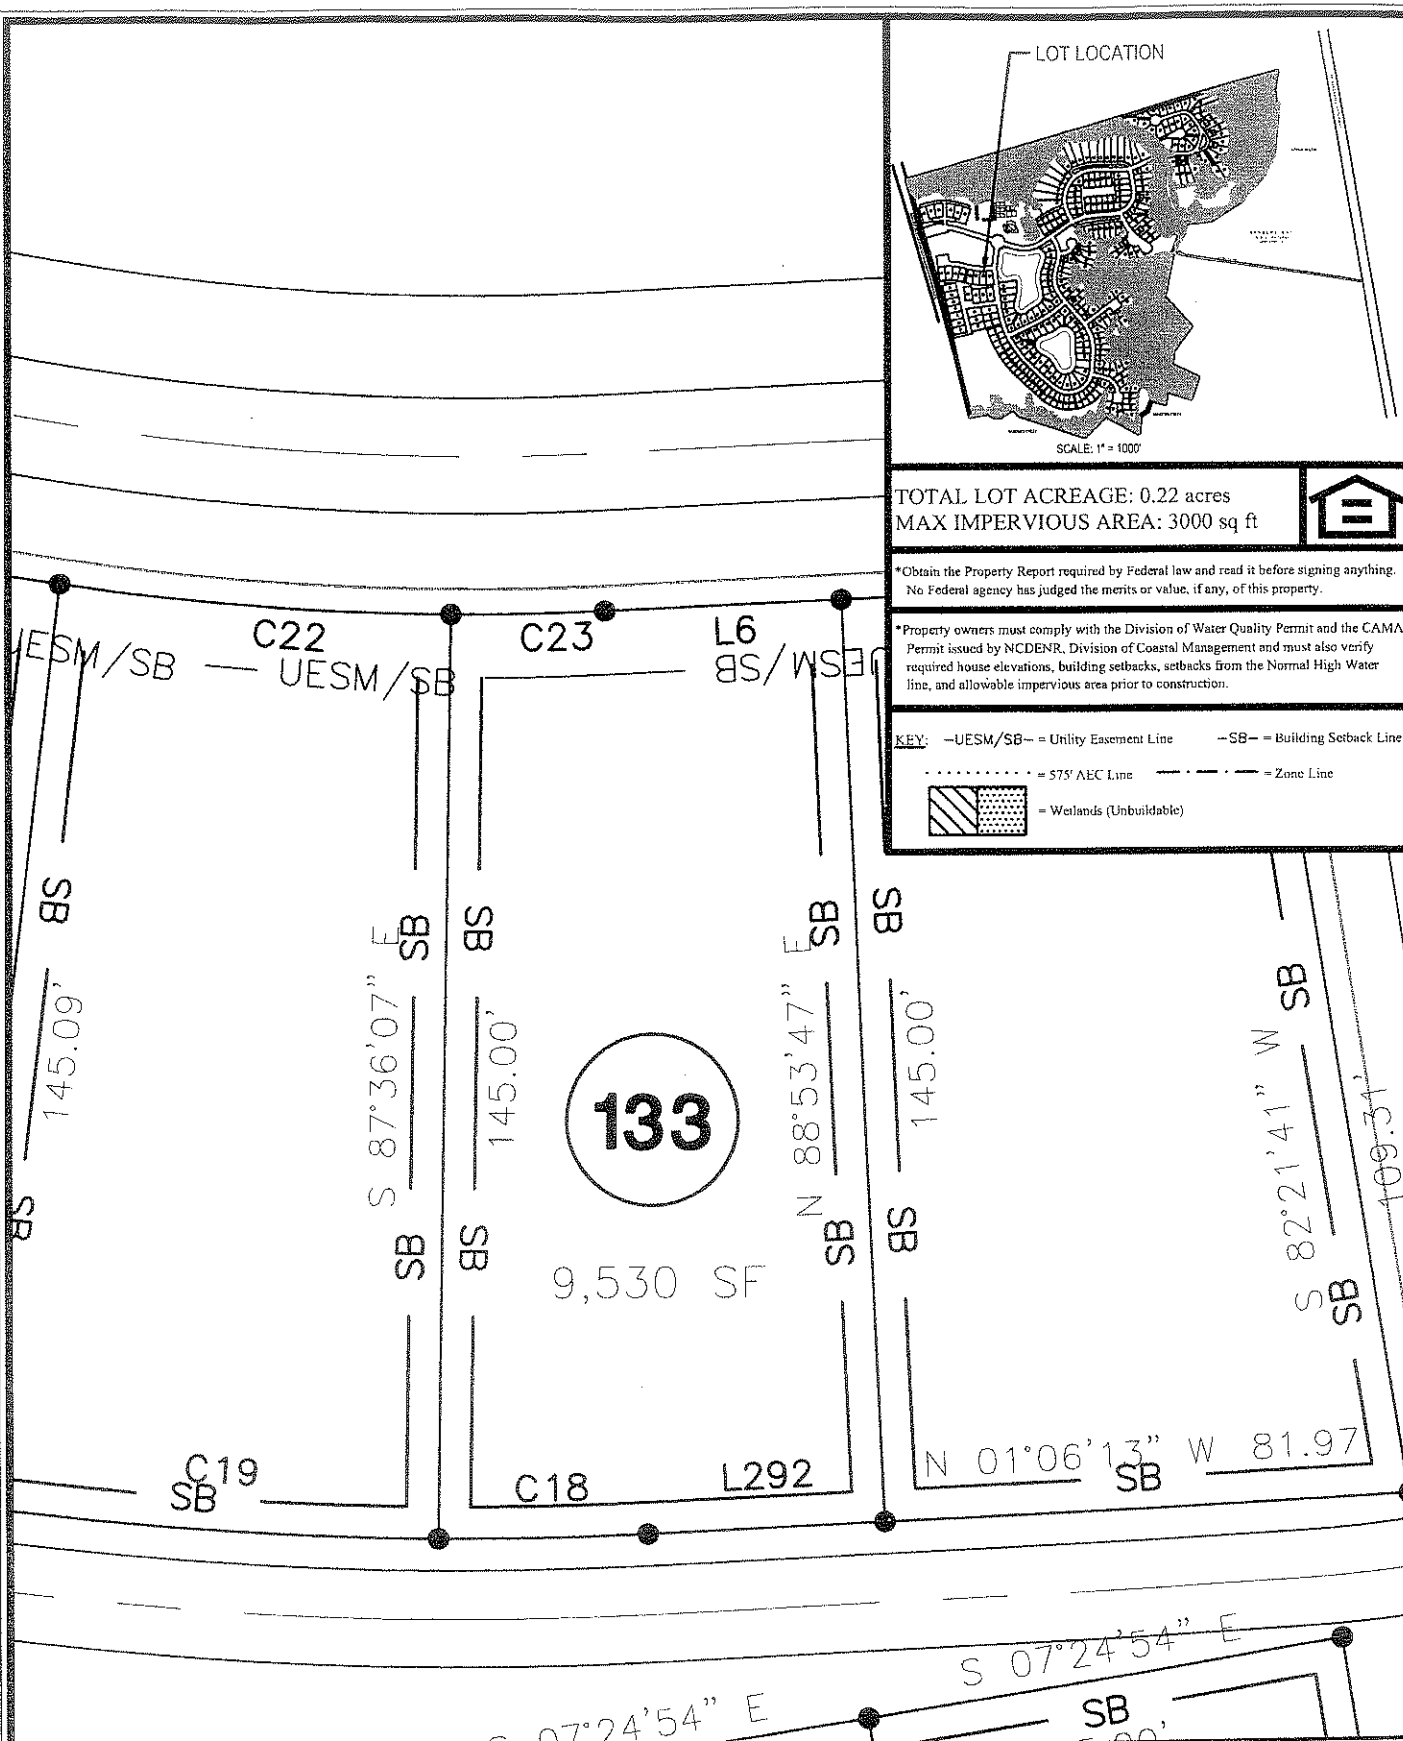 LOT LOCATION
SCALE: 1" = 1000'
TOTAL LOT ACREAGE: 0.22 acres
MAX IMPERVIOUS AREA: 3000 sq ft
*Obtain the Property Report required by Federal law and read it before signing anything.
No Federal agency has judged the merits or value, if any, of this property.
*Property owners must comply with the Division of Water Quality Permit and the CAMA
Permit issued by NCDENR, Division of Coastal Management and must also verify
required house elevations, building setbacks, setbacks from the Normal High Water
line, and allowable impervious area prior to construction.
KEY: -UESM/SB- = Utility Easement Line -SB- = Building Setback Line
= 575' AEC Line = Zone Line
= Wetlands (Unbuildable)
C22
C23
L6
UESM/SB
UESM/SB
UESM/SB
SB
SB
SB
SB
SB
SB
145.09'
S 87°36'07" E
145.00'
133
N 88°53'47" E
145.00'
S 82°21'41" W
109.31'
SB
SB
SB
SB
SB
SB
9,530 SF
C19
SB
C18
L292
N 01°06'13" W 81.97
SB
S 07°24'54" E
07°24'54" E
SB